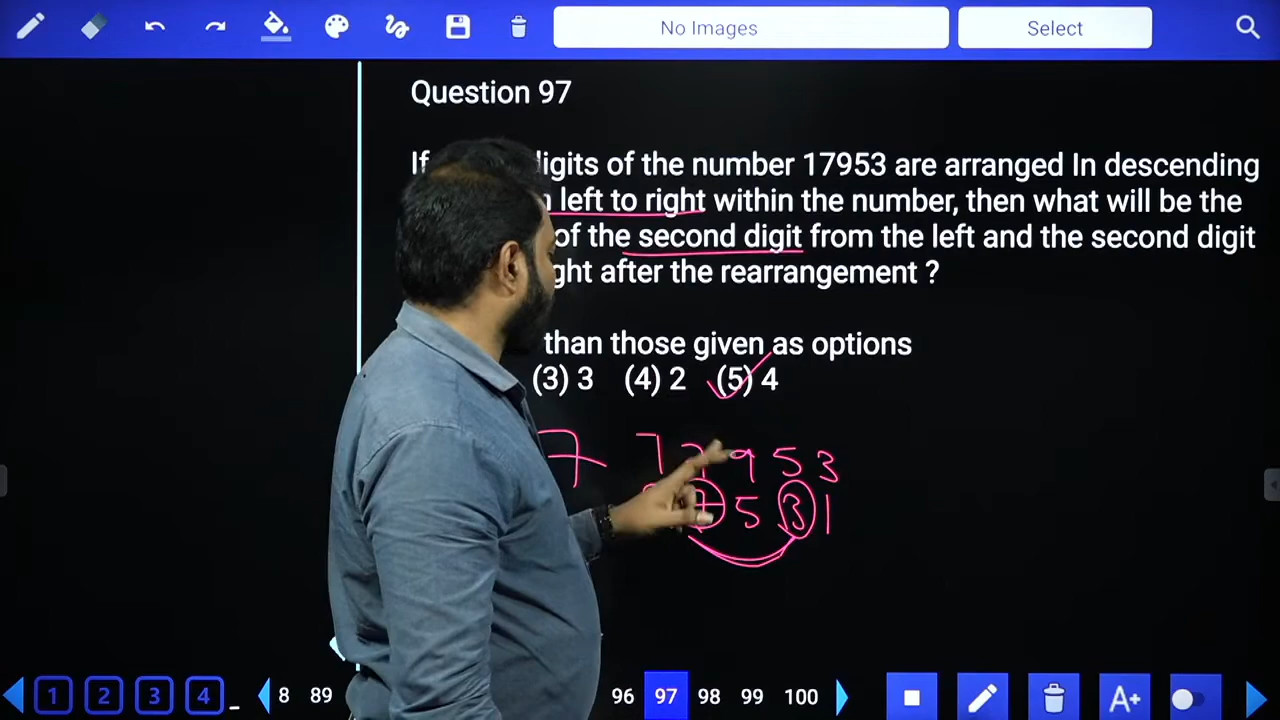 No Images
Select
Question 97
If digits of the number 17953 are arranged In descending
left to right within the number, then what will be the
of the second digit from the left and the second digit
after the rearrangement ?
than those given as options
(3) 3 (4) 2 (5) 4
7 9 5 3
5 3 1
1 2 3 4 8 89 96 97 98 99 100 A+